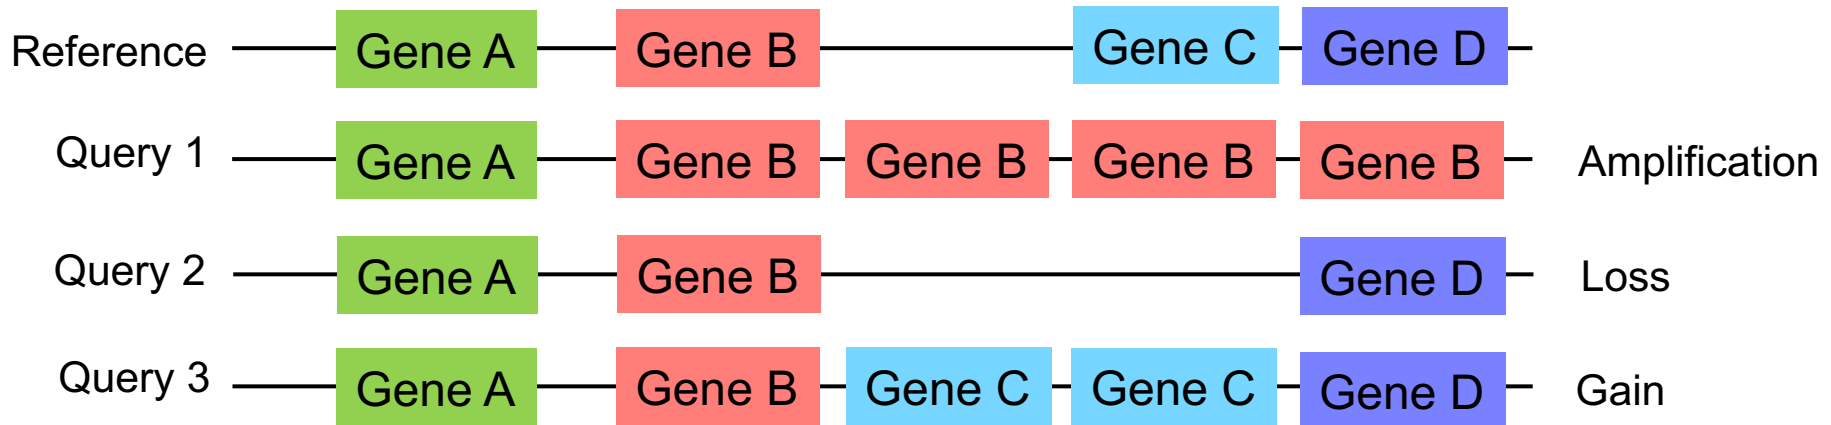 Reference Gene A Gene B Gene C Gene D
Query 1 Gene A Gene B Gene B Gene B Gene B Amplification
Query 2 Gene A Gene B Gene D Loss
Query 3 Gene A Gene B Gene C Gene C Gene D Gain